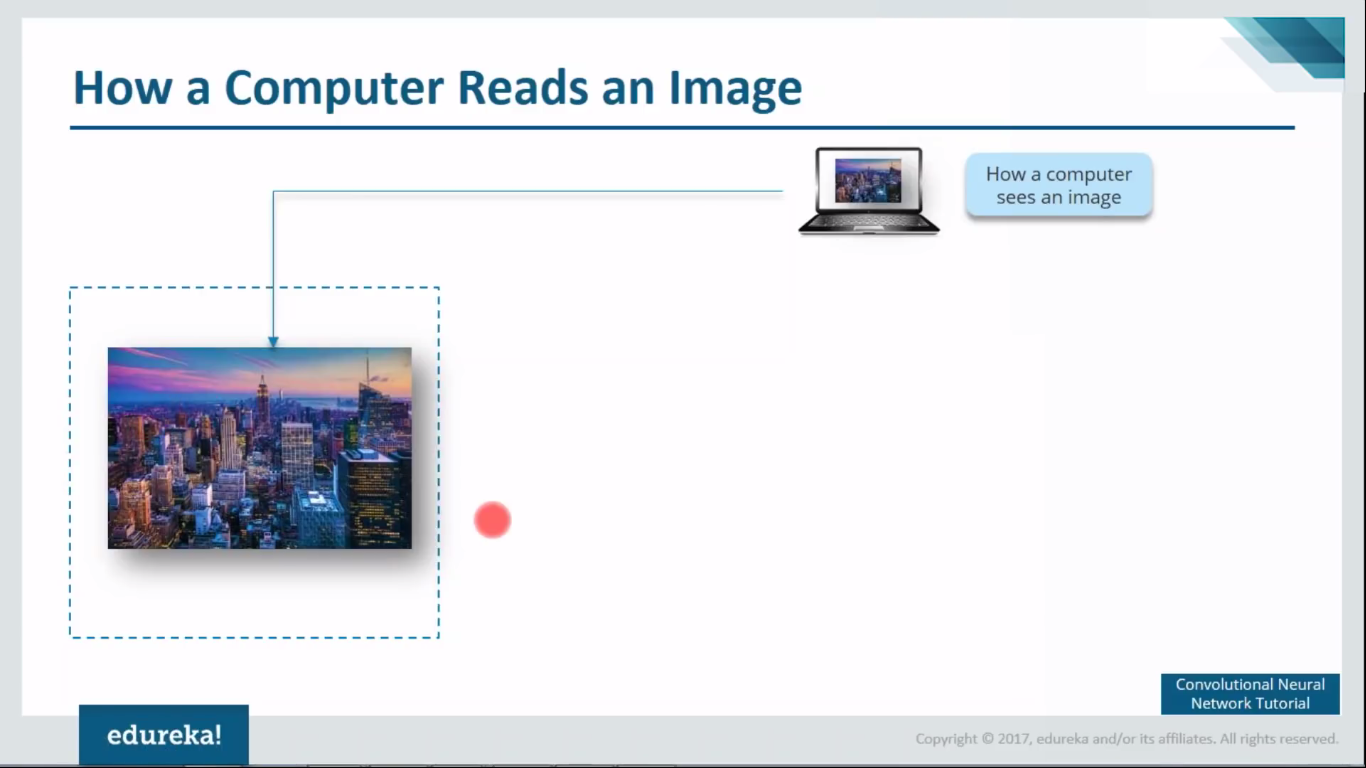 How a Computer Reads an Image
How a computer
sees an image
Convolutional Neural
Network Tutorial
edureka!
Copyright © 2017, edureka and/or its affiliates. All rights reserved.